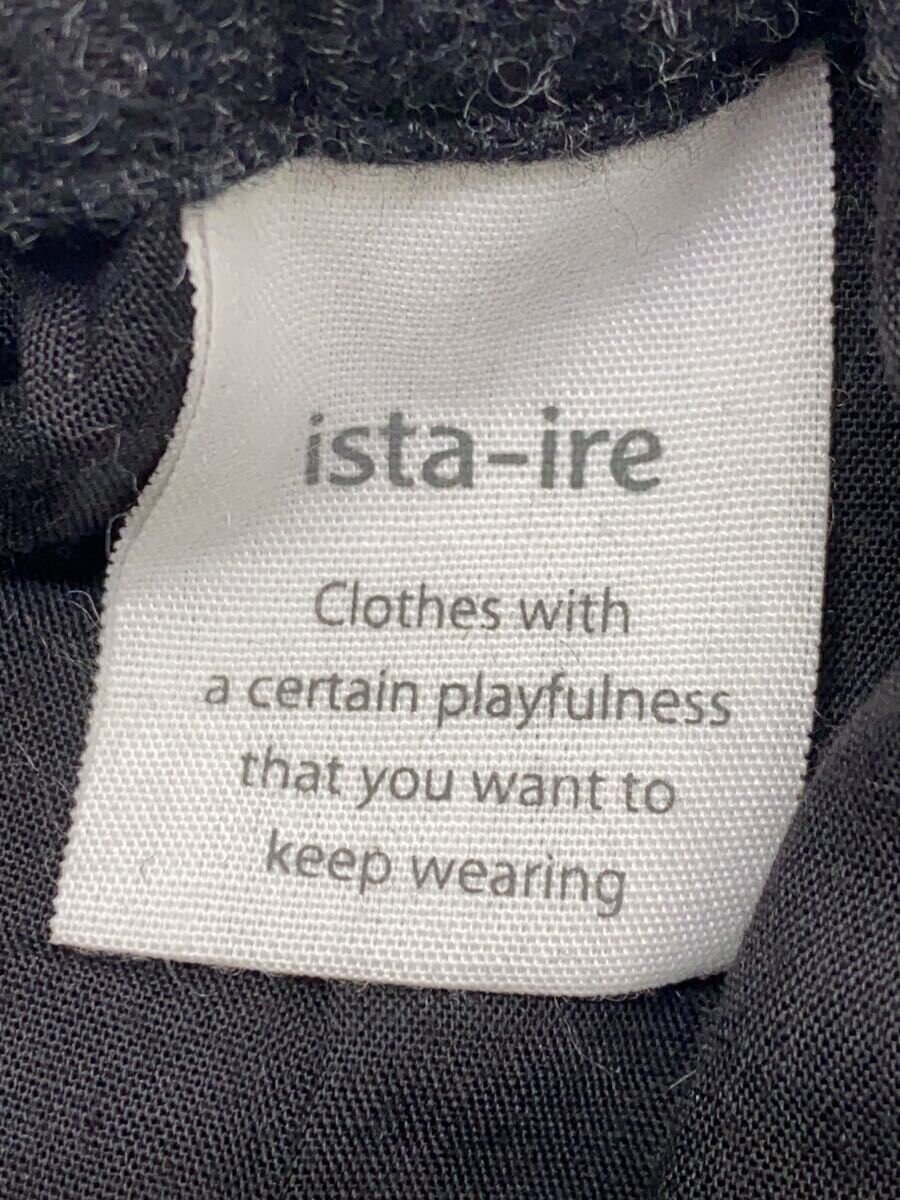 ista-ire
Clothes with
a certain playfulness
that you want to
keep wearing